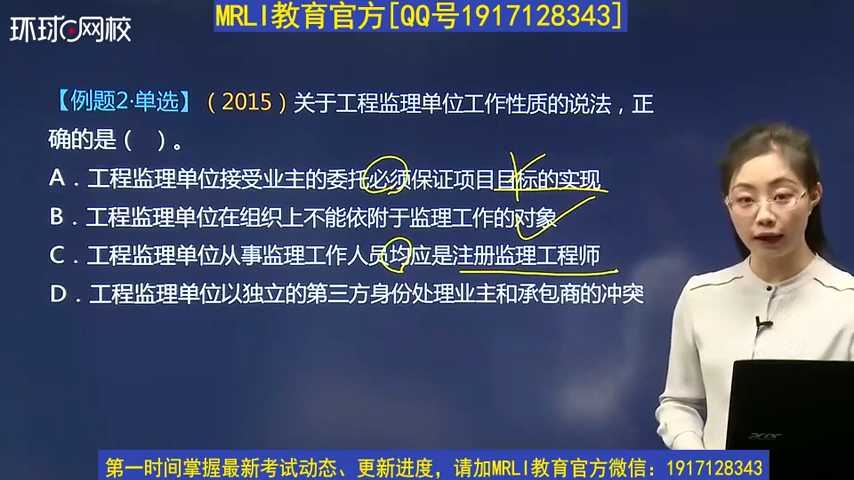 MRLI教育官方[QQ号1917128343]
环球网校
【例题2·单选】（2015）关于工程监理单位工作性质的说法，正
确的是（ ）。
A．工程监理单位接受业主的委托必须保证项目目标的实现
B．工程监理单位在组织上不能依附于监理工作的对象
C．工程监理单位从事监理工作人员均应是注册监理工程师
D．工程监理单位以独立的第三方身份处理业主和承包商的冲突
acer
第一时间掌握最新考试动态、更新进度，请加MRLI教育官方微信：1917128343